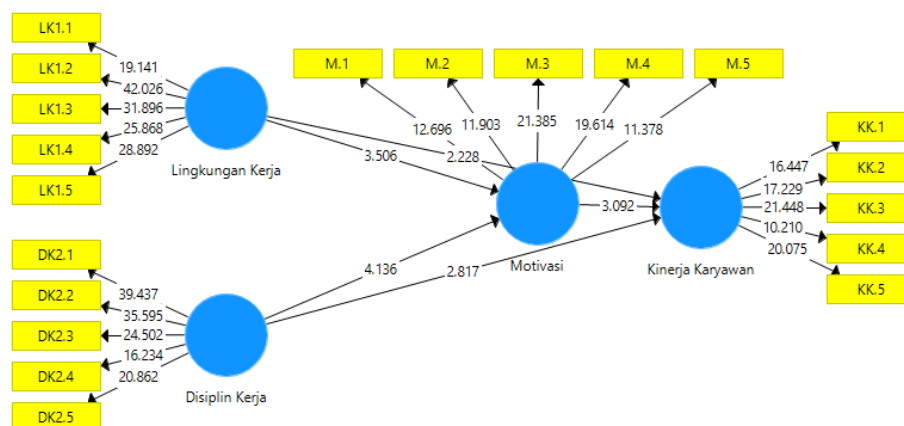 LK1.1
LK1.2
LK1.3
LK1.4
LK1.5
19.141
42.026
31.896
25.868
28.892
Lingkungan Kerja
M.1
M.2
M.3
M.4
M.5
12.696
11.903
21.385
19.614
11.378
3.506
2.228
3.092
Motivasi
4.136
2.817
KK.1
KK.2
KK.3
KK.4
KK.5
16.447
17.229
21.448
10.210
20.075
Kinerja Karyawan
DK2.1
DK2.2
DK2.3
DK2.4
DK2.5
39.437
35.595
24.502
16.234
20.862
Disiplin Kerja